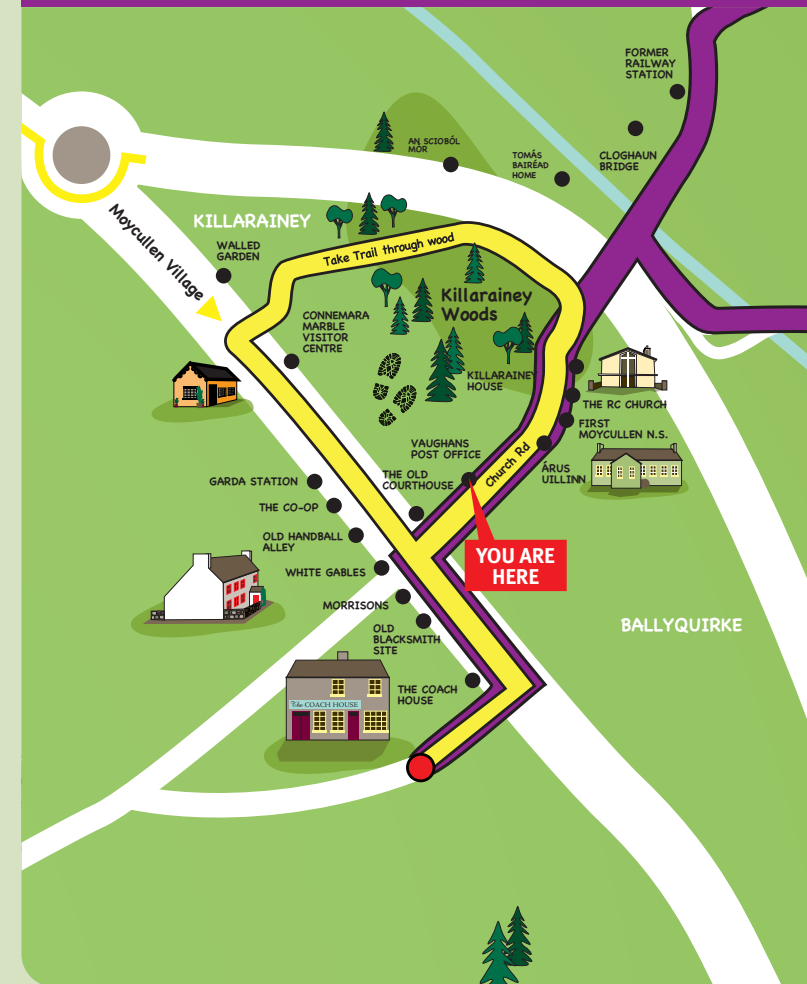 FORMER
RAILWAY
STATION
AN SCIOBÓL
MÓR
TOMÁS
BAIRÉAD
HOME
CLOGHAUN
BRIDGE
KILLARAINEY
Moycullen Village
WALLED
GARDEN
Take Trail through wood
Killarainey
Woods
CONNEMARA
MARBLE
VISITOR
CENTRE
KILLARAINEY
HOUSE
THE RC CHURCH
FIRST
MOYCULLEN N.S.
VAUGHANS
POST OFFICE
Church Rd
ÁRUS
UILLINN
THE OLD
COURTHOUSE
GARDA STATION
THE CO-OP
OLD HANDBALL
ALLEY
YOU ARE
HERE
WHITE GABLES
MORRISONS
OLD
BLACKSMITH
SITE
BALLYQUIRKE
THE COACH
HOUSE
The COACH HOUSE